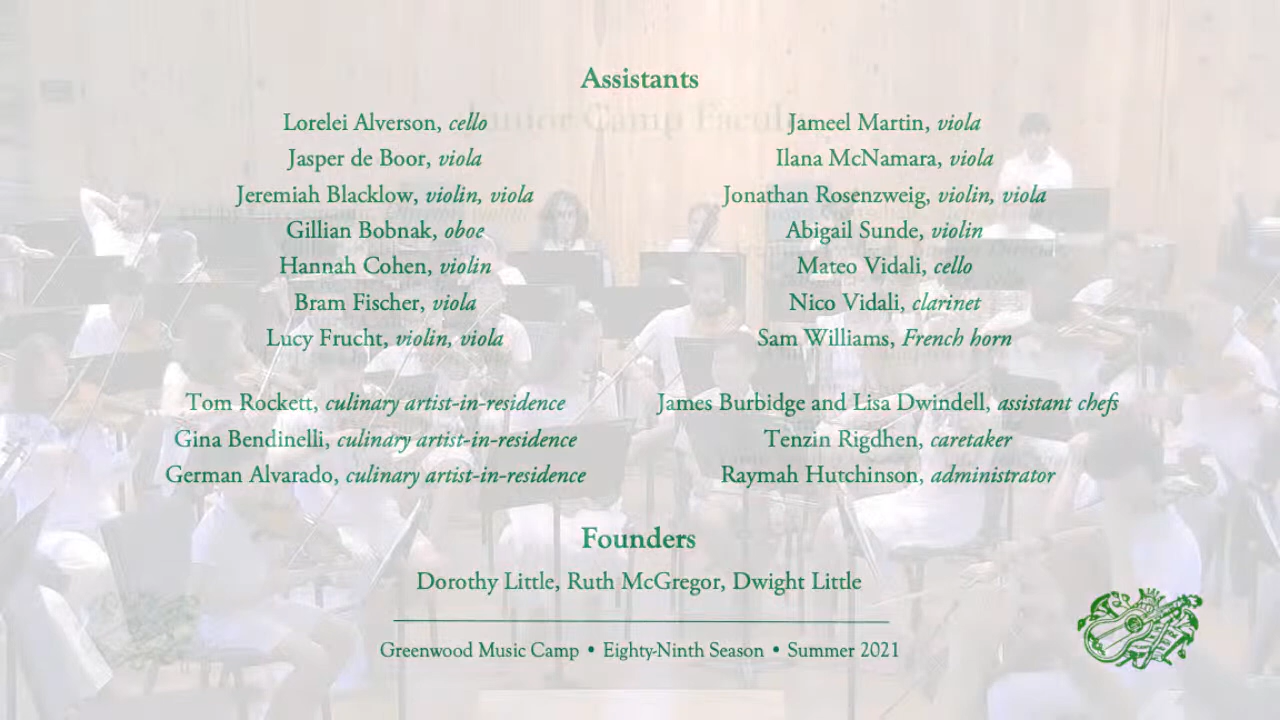 Assistants
Junior Camp Faculty
Lorelei Alverson, cello
Jasper de Boor, viola
Jeremiah Blacklow, violin, viola
Gillian Bobnak, oboe
Hannah Cohen, violin
Bram Fischer, viola
Lucy Frucht, violin, viola
Jameel Martin, viola
Ilana McNamara, viola
Jonathan Rosenzweig, violin, viola
Abigail Sunde, violin
Mateo Vidali, cello
Nico Vidali, clarinet
Sam Williams, French horn
Tom Rockett, culinary artist-in-residence
Gina Bendinelli, culinary artist-in-residence
German Alvarado, culinary artist-in-residence
James Burbidge and Lisa Dwindell, assistant chefs
Tenzin Rigdhen, caretaker
Raymah Hutchinson, administrator
Founders
Dorothy Little, Ruth McGregor, Dwight Little
Greenwood Music Camp • Eighty-Ninth Season • Summer 2021